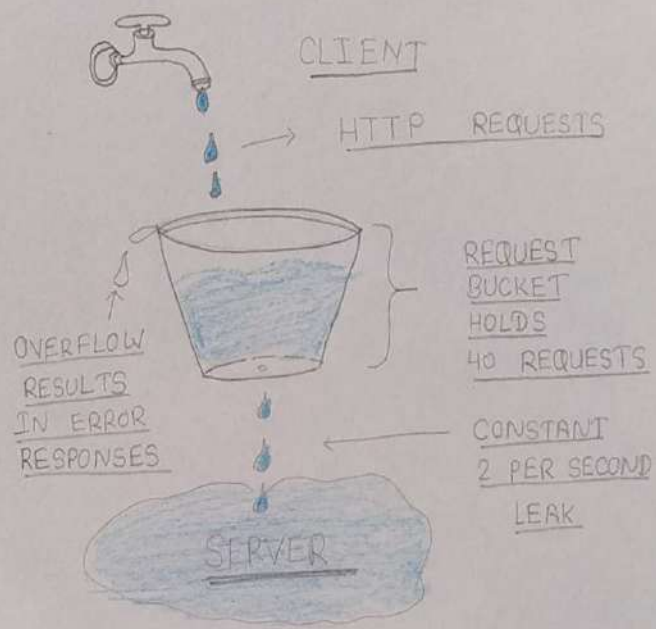 CLIENT
HTTP REQUESTS
REQUEST
BUCKET
HOLDS
40 REQUESTS
OVERFLOW
RESULTS
IN ERROR
RESPONSES
CONSTANT
2 PER SECOND
LEAK
SERVER